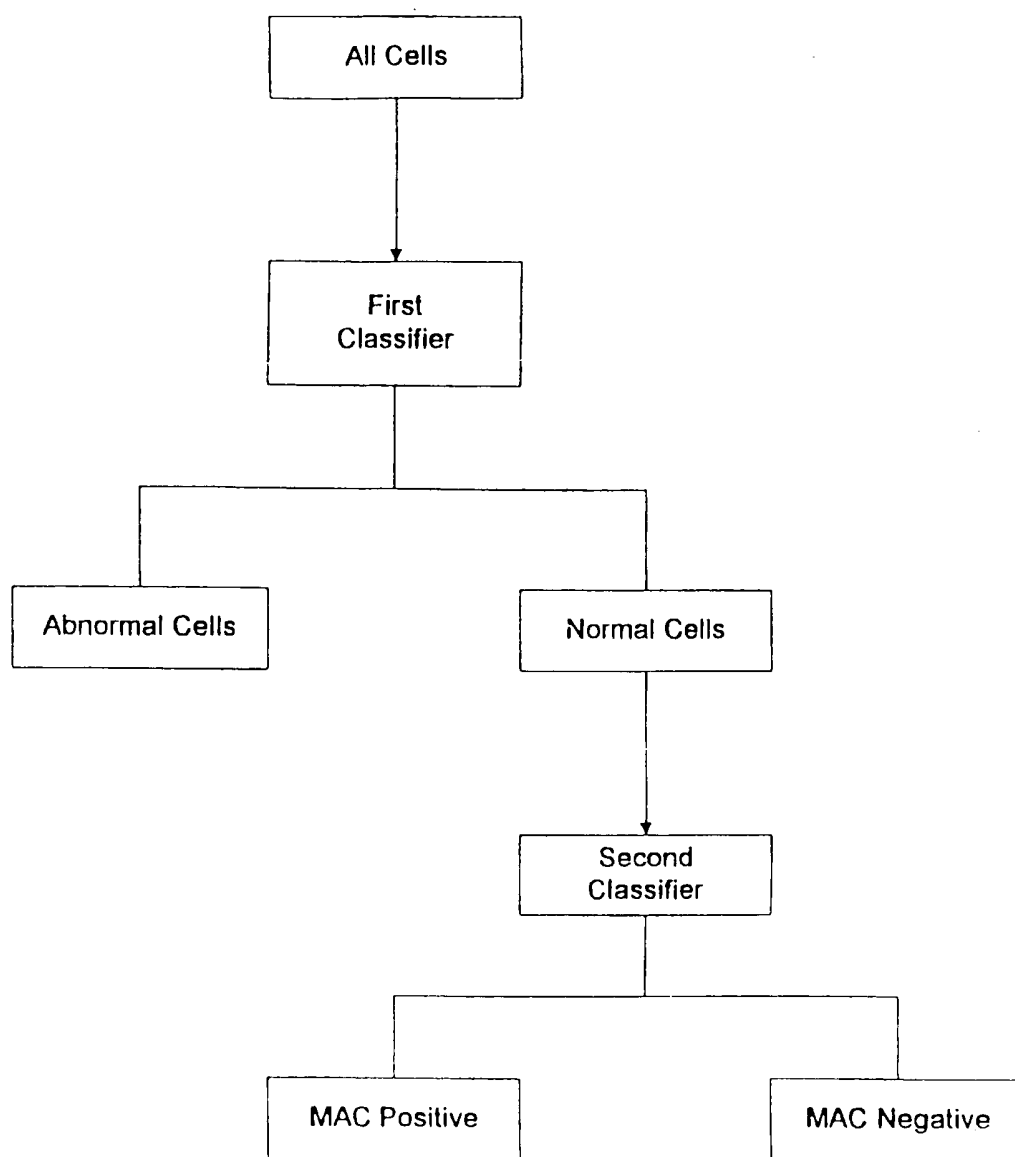 All Cells
First
Classifier
Abnormal Cells
Normal Cells
Second
Classifier
MAC Positive
MAC Negative